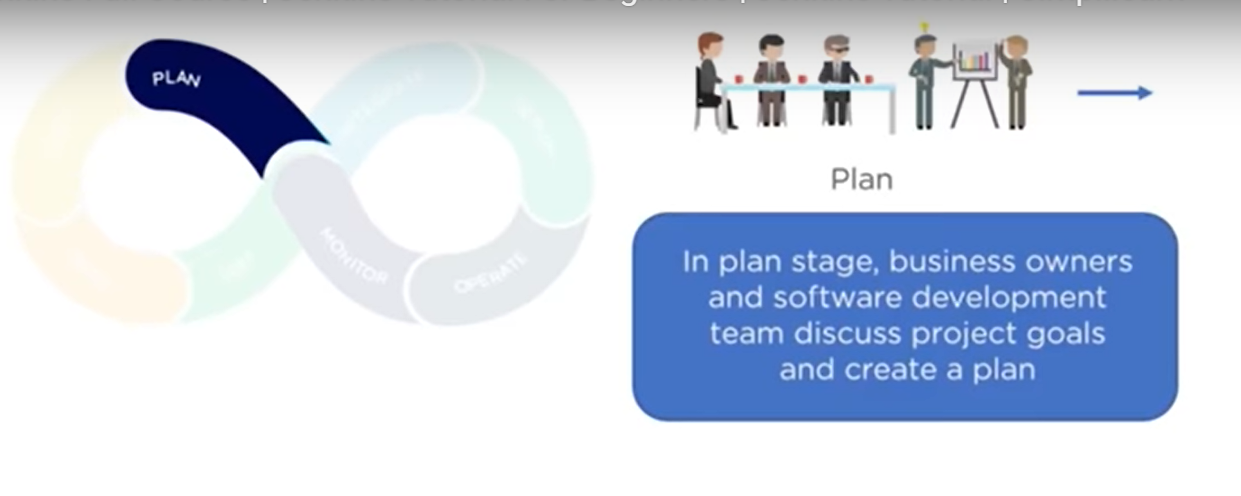 PLAN
MONITOR
OPERATE
Plan
In plan stage, business owners
and software development
team discuss project goals
and create a plan